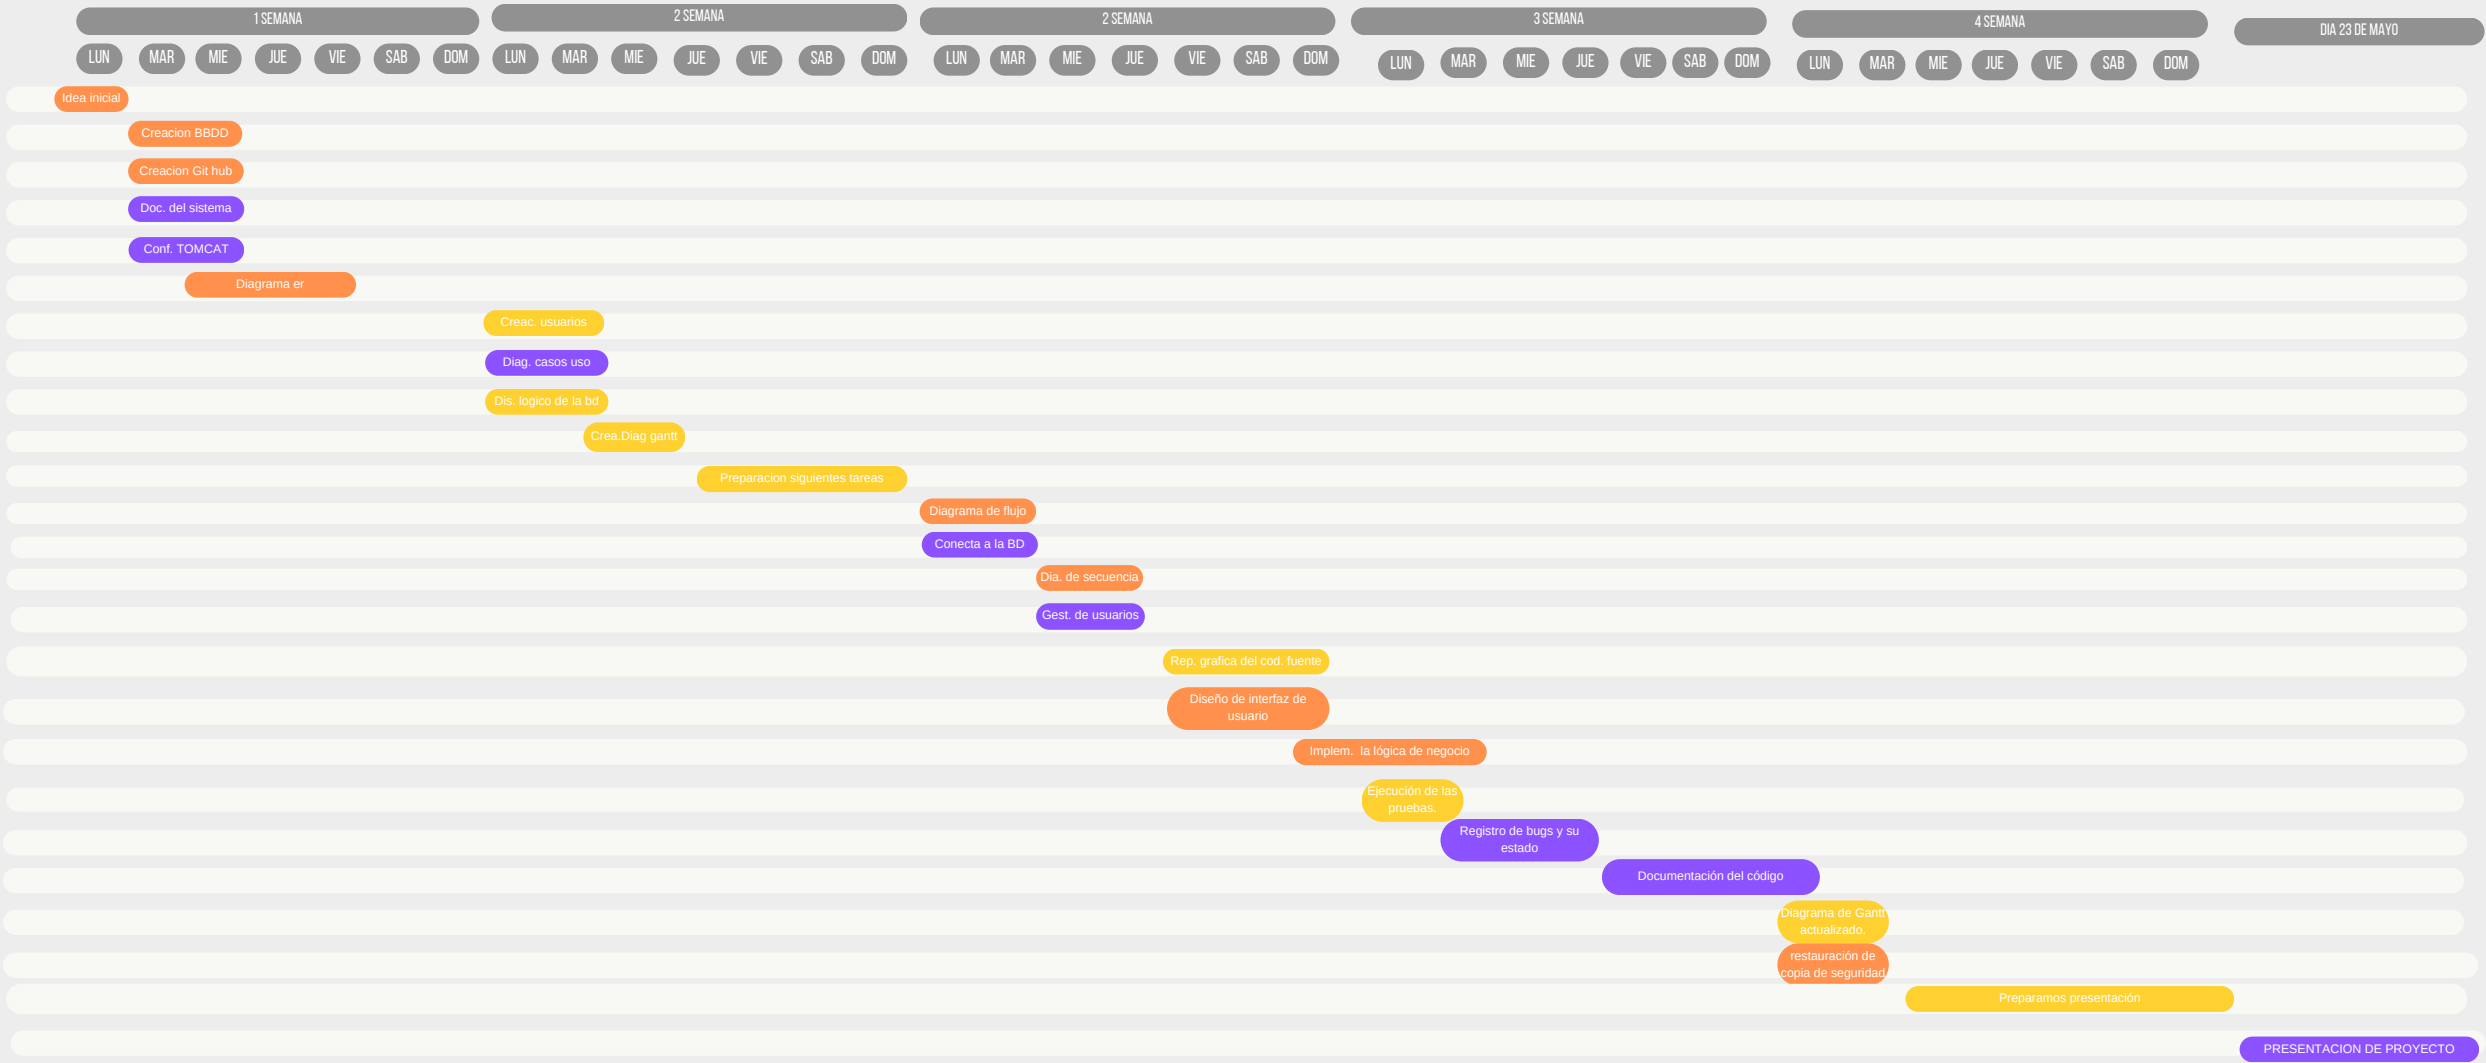 1 SEMANA
2 SEMANA
2 SEMANA
3 SEMANA
4 SEMANA
DIA 23 DE MAYO
LUN MAR MIE JUE VIE SAB DOM
LUN MAR MIE JUE VIE SAB DOM
LUN MAR MIE JUE VIE SAB DOM
LUN MAR MIE JUE VIE SAB DOM
LUN MAR MIE JUE VIE SAB DOM
Idea inicial
Creacion BBDD
Creacion Git hub
Doc. del sistema
Conf. TOMCAT
Diagrama er
Creac. usuarios
Diag. casos uso
Dis. logico de la bd
Crea.Diag gantt
Preparacion siguientes tareas
Diagrama de flujo
Conecta a la BD
Dia. de secuencia
Gest. de usuarios
Rep. grafica del cod. fuente
Diseño de interfaz de
usuario
Implem. la lógica de negocio
Ejecución de las
pruebas.
Registro de bugs y su
estado
Documentación del código
Diagrama de Gantt
actualizado.
restauración de
copia de seguridad
Preparamos presentación
PRESENTACION DE PROYECTO